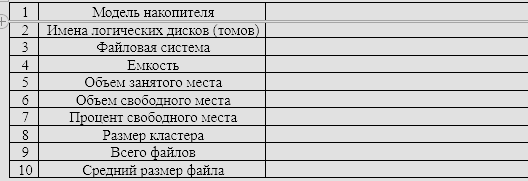 1 Модель накопителя
2 Имена логических дисков (томов)
3 Файловая система
4 Емкость
5 Объем занятого места
6 Объем свободного места
7 Процент свободного места
8 Размер кластера
9 Всего файлов
10 Средний размер файла